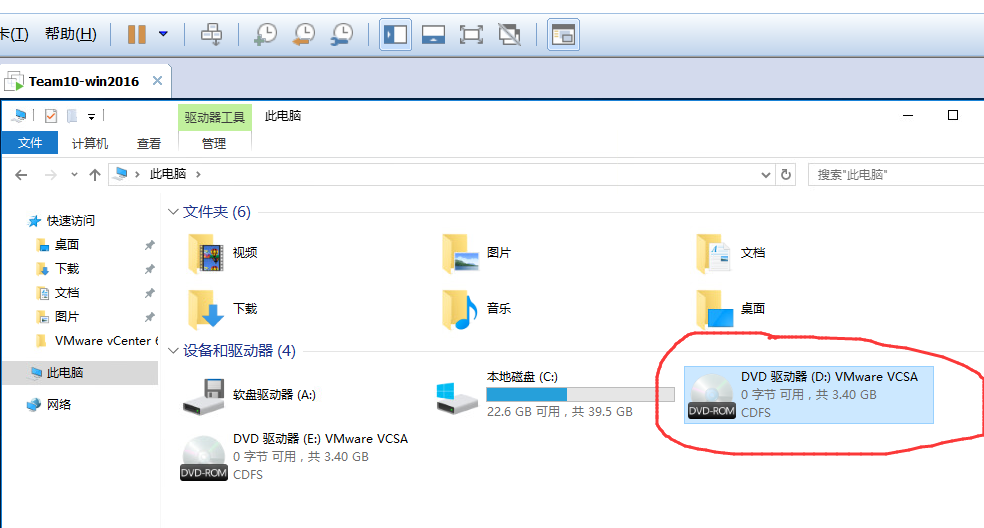 卡(T) 帮助(H)
Team10-win2016
驱动器工具 此电脑
文件 计算机 查看 管理
此电脑
搜索"此电脑"
快速访问
桌面
下载
文档
图片
VMware vCenter 6
此电脑
网络
文件夹 (6)
视频 图片 文档
下载 音乐 桌面
设备和驱动器 (4)
软盘驱动器 (A:)
本地磁盘 (C:)
22.6 GB 可用，共 39.5 GB
DVD 驱动器 (D:) VMware VCSA
0 字节 可用，共 3.40 GB
CDFS
DVD-ROM
DVD 驱动器 (E:) VMware VCSA
0 字节 可用，共 3.40 GB
CDFS
DVD-ROM